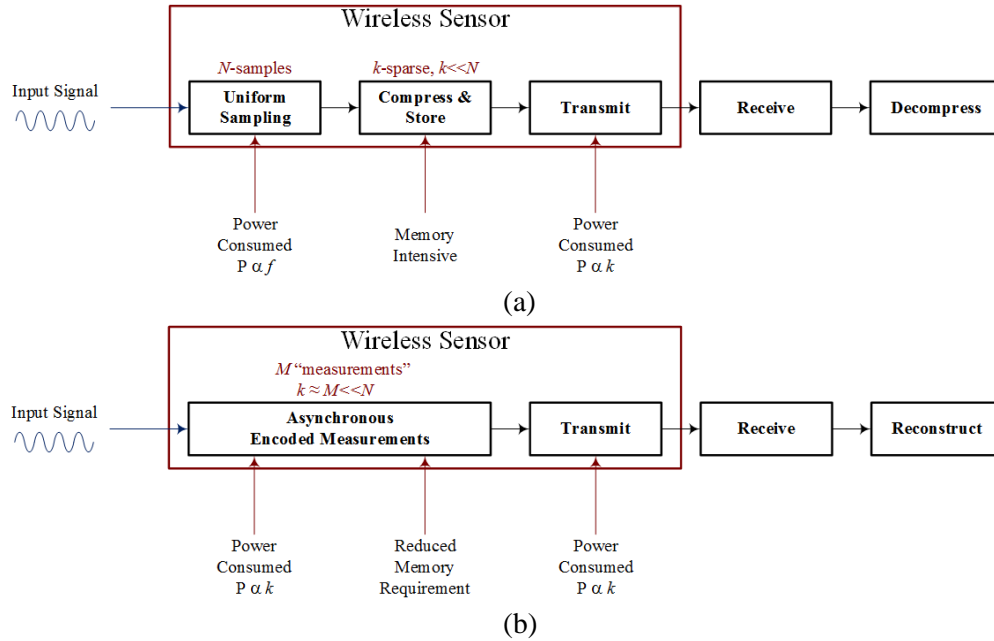 Wireless Sensor
N-samples
k-sparse, k<<N
Input Signal
Uniform
Sampling
Compress &
Store
Transmit
Receive
Decompress
Power
Consumed
P α f
Memory
Intensive
Power
Consumed
P α k
(a)
Wireless Sensor
M “measurements”
k ≈ M<<N
Input Signal
Asynchronous
Encoded Measurements
Transmit
Receive
Reconstruct
Power
Consumed
P α k
Reduced
Memory
Requirement
Power
Consumed
P α k
(b)